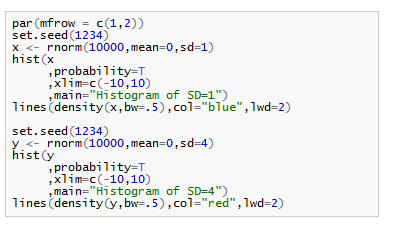 par(mfrow = c(1,2))
set.seed(1234)
x <- rnorm(10000,mean=0,sd=1)
hist(x
     ,probability=T
     ,xlim=c(-10,10)
     ,main="Histogram of SD=1")
lines(density(x,bw=.5),col="blue",lwd=2)

set.seed(1234)
y <- rnorm(10000,mean=0,sd=4)
hist(y
     ,probability=T
     ,xlim=c(-10,10)
     ,main="Histogram of SD=4")
lines(density(y,bw=.5),col="red",lwd=2)